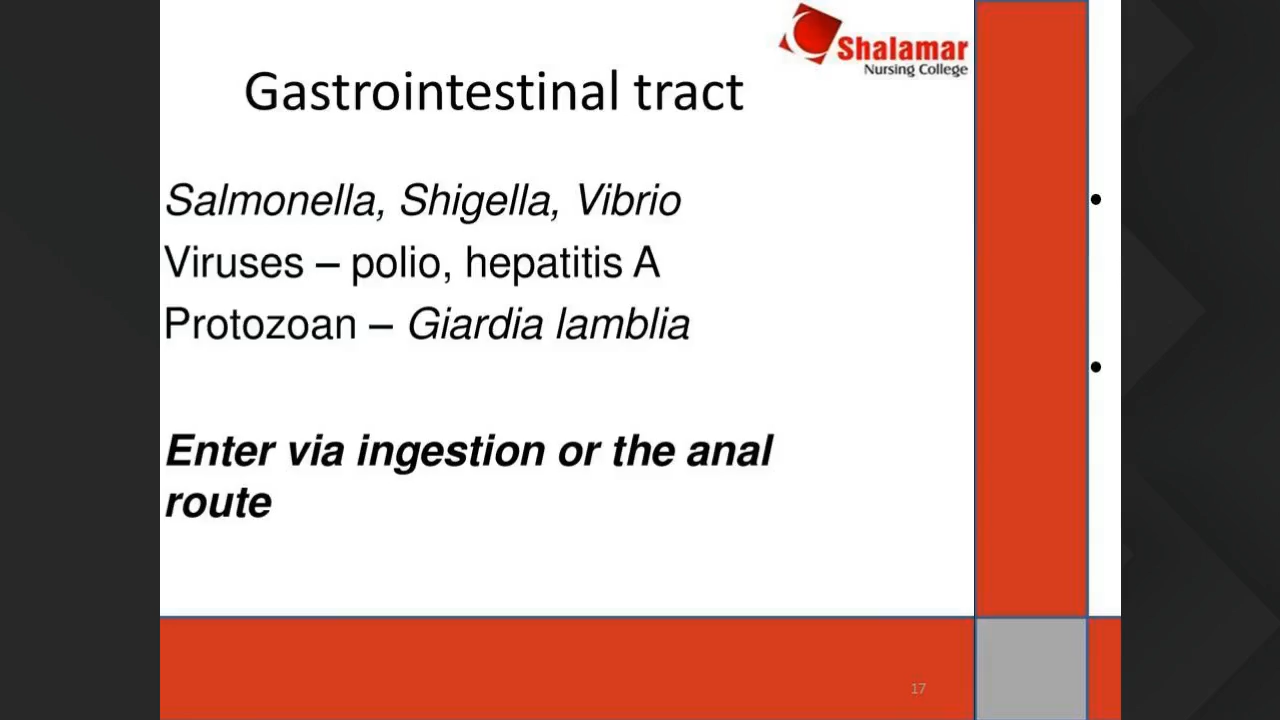 Shalamar
Nursing College
Gastrointestinal tract
Salmonella, Shigella, Vibrio
Viruses – polio, hepatitis A
Protozoan – Giardia lamblia
Enter via ingestion or the anal
route
17